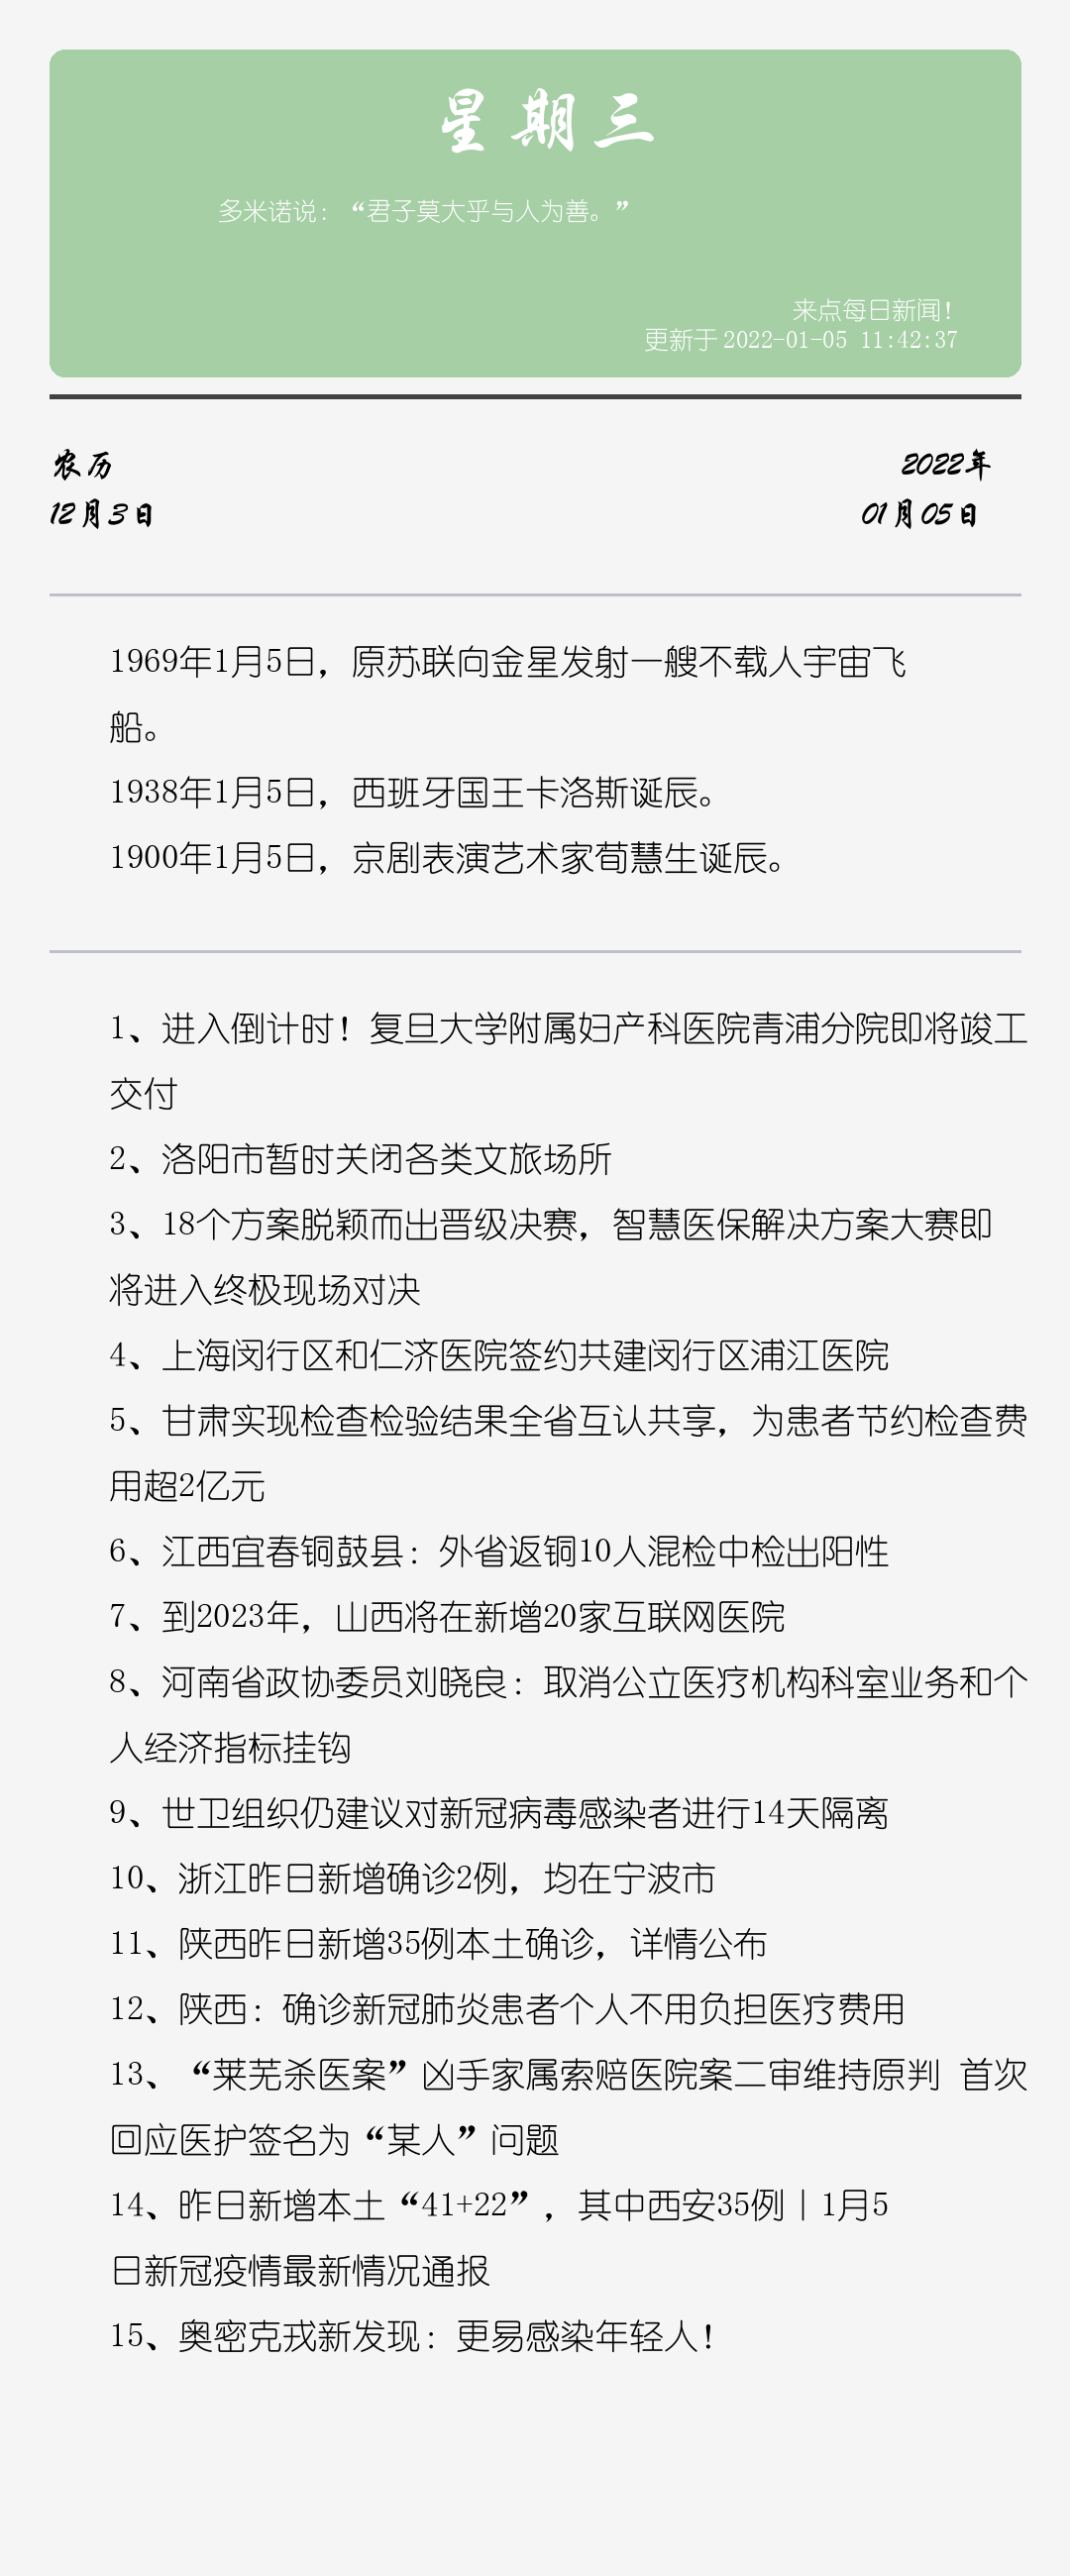 星期三
多米诺说：“君子莫大乎与人为善。”
来点每日新闻！
更新于 2022-01-05 11:42:37
农历
12月3日
2022年
01月05日
1969年1月5日，原苏联向金星发射一艘不载人宇宙飞
船。
1938年1月5日，西班牙国王卡洛斯诞辰。
1900年1月5日，京剧表演艺术家荀慧生诞辰。
1、进入倒计时！复旦大学附属妇产科医院青浦分院即将竣工
交付
2、洛阳市暂时关闭各类文旅场所
3、18个方案脱颖而出晋级决赛，智慧医保解决方案大赛即
将进入终极现场对决
4、上海闵行区和仁济医院签约共建闵行区浦江医院
5、甘肃实现检查检验结果全省互认共享，为患者节约检查费
用超2亿元
6、江西宜春铜鼓县：外省返铜10人混检中检出阳性
7、到2023年，山西将在新增20家互联网医院
8、河南省政协委员刘晓良：取消公立医疗机构科室业务和个
人经济指标挂钩
9、世卫组织仍建议对新冠病毒感染者进行14天隔离
10、浙江昨日新增确诊2例，均在宁波市
11、陕西昨日新增35例本土确诊，详情公布
12、陕西：确诊新冠肺炎患者个人不用负担医疗费用
13、“莱芜杀医案”凶手家属索赔医院案二审维持原判 首次
回应医护签名为“某人”问题
14、昨日新增本土“41+22”，其中西安35例丨1月5
日新冠疫情最新情况通报
15、奥密克戎新发现：更易感染年轻人！